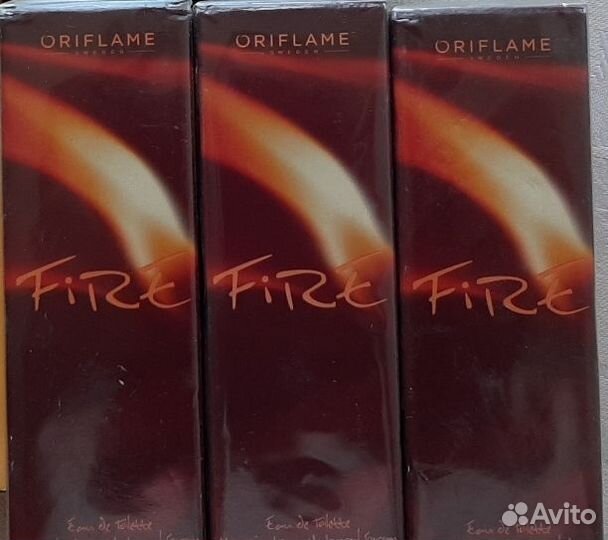 ORIFLAME
SWEDEN
FIRE
Eau de Toilette
ORIFLAME
SWEDEN
FIRE
Eau de Toilette
ORIFLAME
SWEDEN
FIRE
Eau de Toilette
Avito